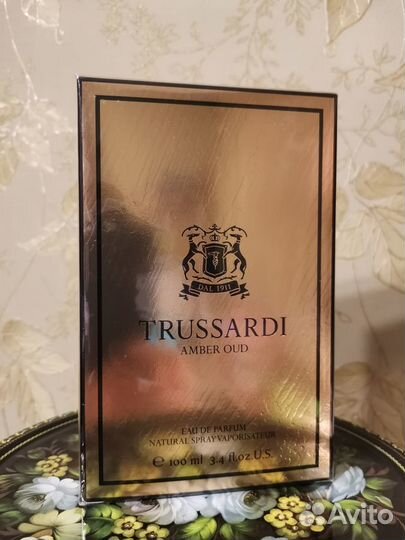 DAL 1911
TRUSSARDI
AMBER OUD
EAU DE PARFUM
NATURAL SPRAY VAPORISATEUR
e 100 ml 3.4 fl.oz.U.S.
Avito